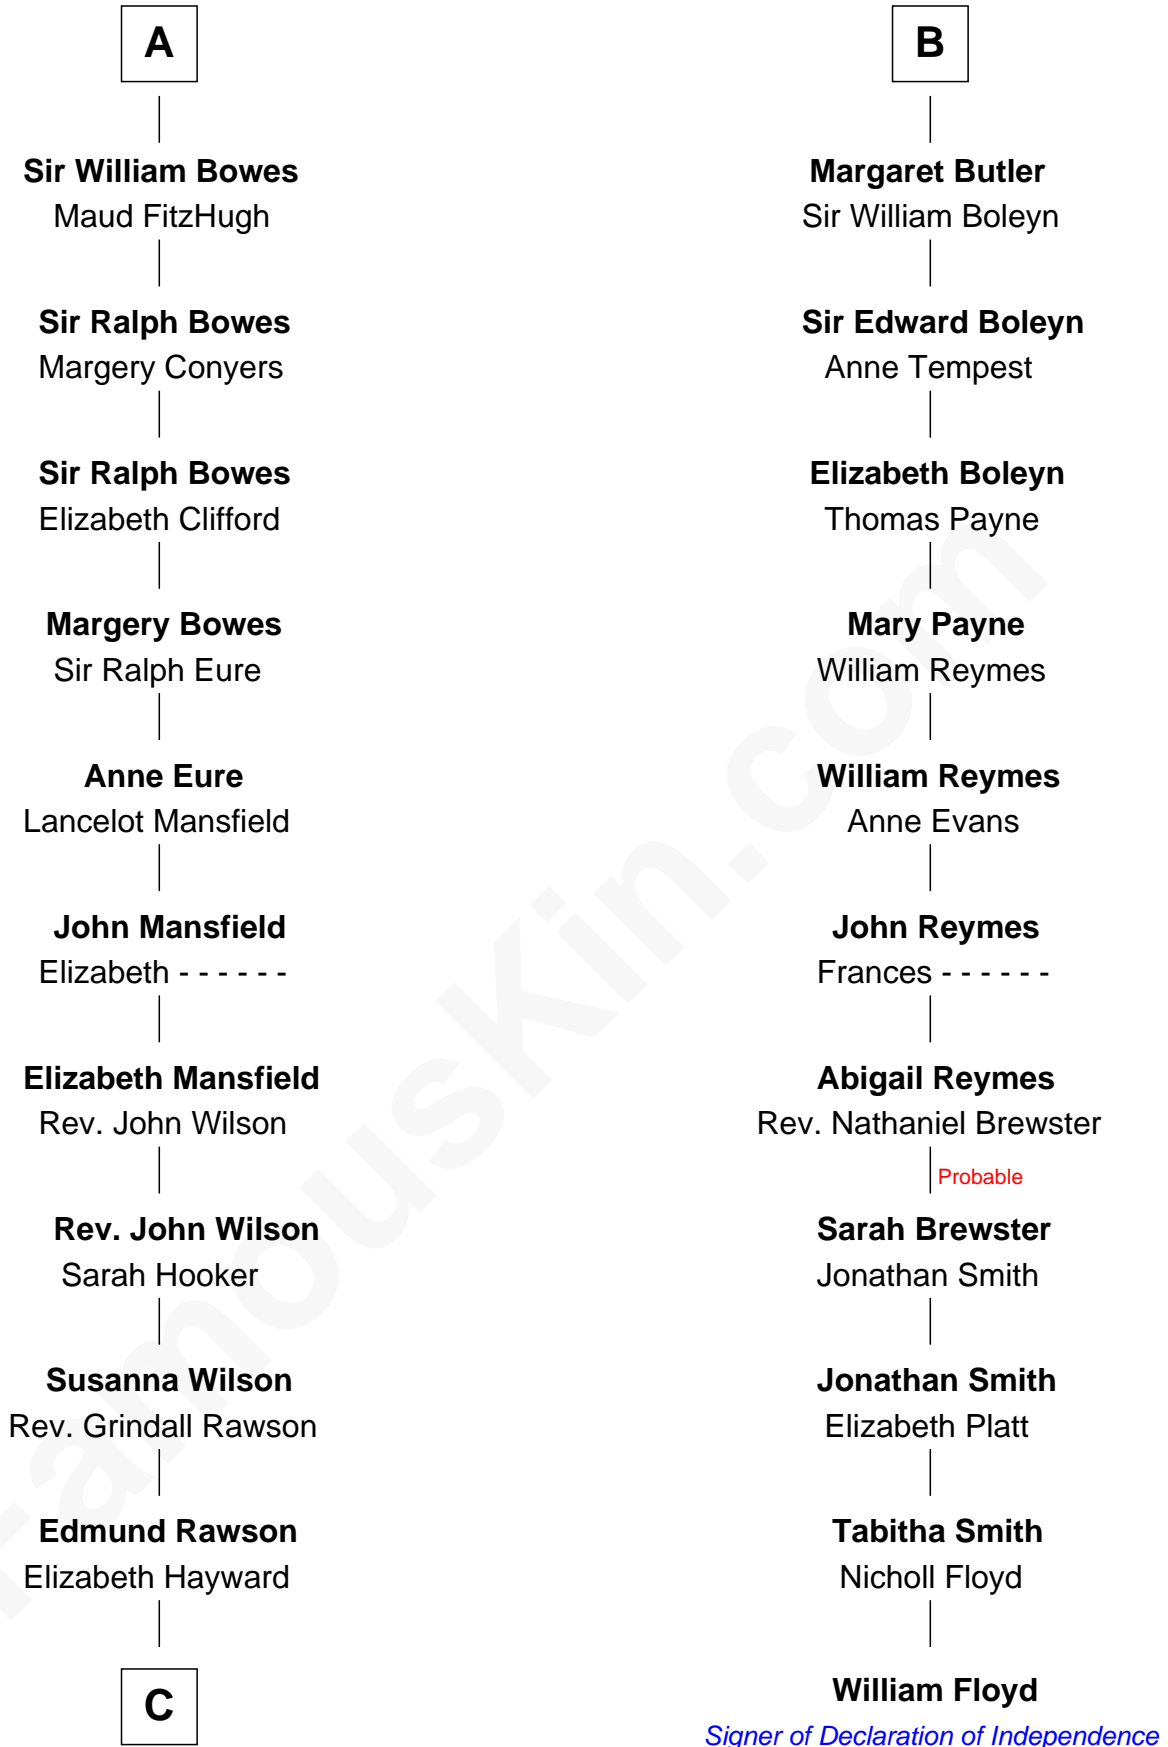 A
Sir William Bowes
Maud FitzHugh
Sir Ralph Bowes
Margery Conyers
Sir Ralph Bowes
Elizabeth Clifford
Margery Bowes
Sir Ralph Eure
Anne Eure
Lancelot Mansfield
John Mansfield
Elizabeth - - - - - -
Elizabeth Mansfield
Rev. John Wilson
Rev. John Wilson
Sarah Hooker
Susanna Wilson
Rev. Grindall Rawson
Edmund Rawson
Elizabeth Hayward
C
B
Margaret Butler
Sir William Boleyn
Sir Edward Boleyn
Anne Tempest
Elizabeth Boleyn
Thomas Payne
Mary Payne
William Reymes
William Reymes
Anne Evans
John Reymes
Frances - - - - - -
Abigail Reymes
Rev. Nathaniel Brewster
Probable
Sarah Brewster
Jonathan Smith
Jonathan Smith
Elizabeth Platt
Tabitha Smith
Nicholl Floyd
William Floyd
Signer of Declaration of Independence
FamousKin.com